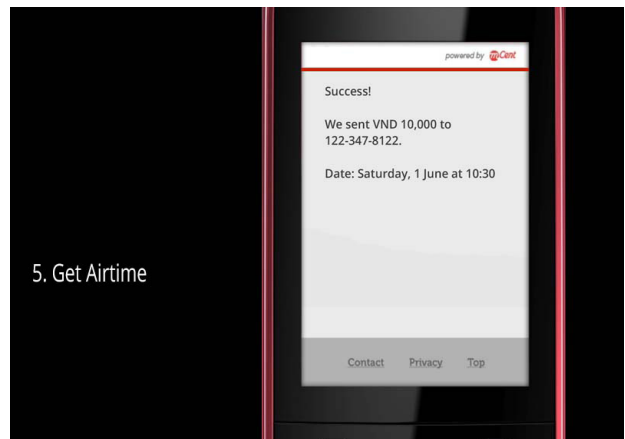 powered by mCent
Success!
We sent VND 10,000 to
122-347-8122.
Date: Saturday, 1 June at 10:30
5. Get Airtime
Contact Privacy Top